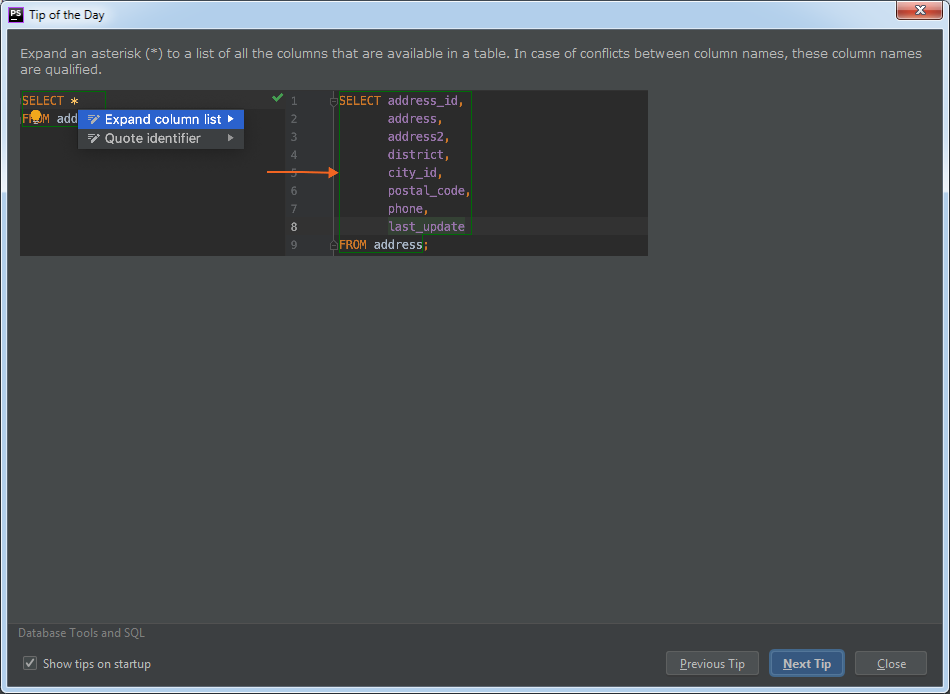 PS Tip of the Day
Expand an asterisk (*) to a list of all the columns that are available in a table. In case of conflicts between column names, these column names
are qualified.
SELECT *
FROM add
Expand column list
Quote identifier
1 SELECT address_id,
2 address,
3 address2,
4 district,
5 city_id,
6 postal_code,
7 phone,
8 last_update
9 FROM address;
Database Tools and SQL
Show tips on startup
Previous Tip
Next Tip
Close